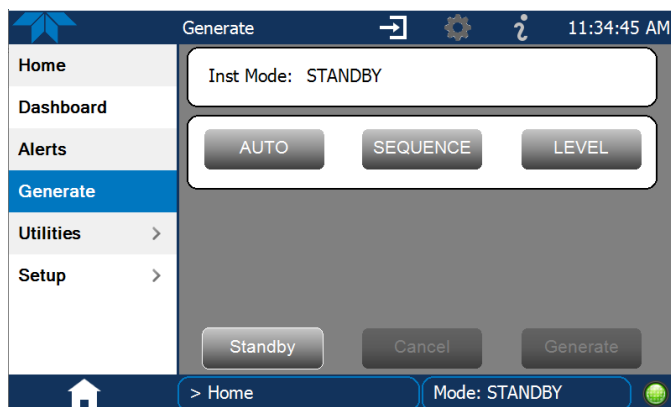 Generate 11:34:45 AM
Home
Dashboard
Alerts
Generate
Utilities
Setup
Inst Mode: STANDBY
AUTO SEQUENCE LEVEL
Standby Cancel Generate
> Home Mode: STANDBY